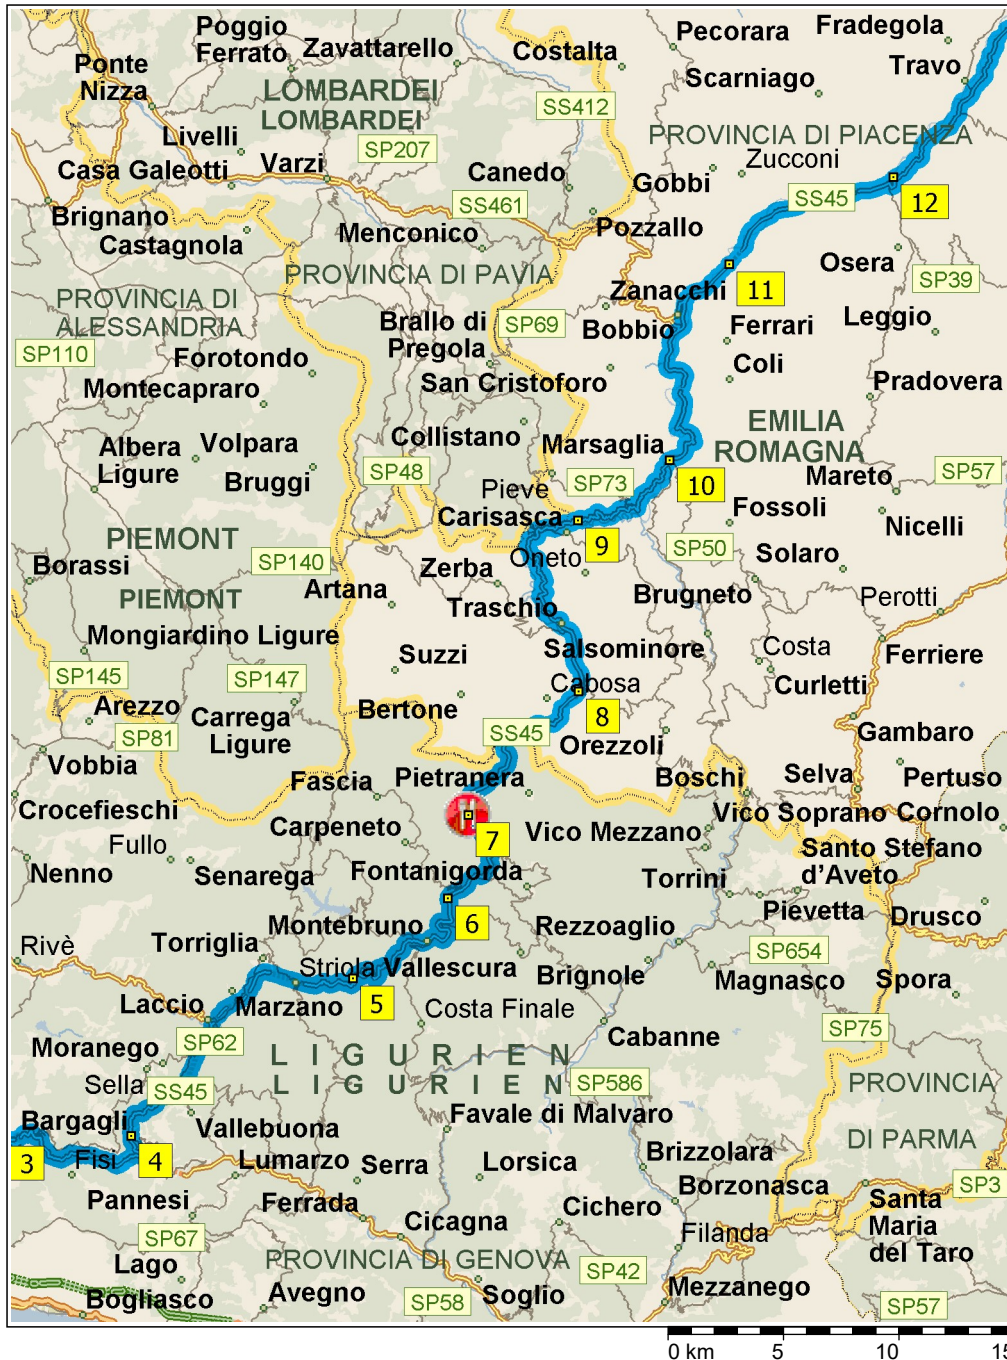 Poggio
Ferrato
Zavattarello
Costalta
Pecorara
Fradegola
Ponte
Nizza
Scarniago
Travo
LOMBARDEI
LOMBARDEI
SS412
Livelli
SP207
PROVINCIA DI PIACENZA
Casa Galeotti
Varzi
Canedo
Gobbi
Zucconi
SS45
12
Brignano
SS461
Castagnola
Menconico
Pozzallo
Osera
PROVINCIA DI PAVIA
SP39
PROVINCIA DI
ALESSANDRIA
Zanacchi
11
SP110
Brallo di
Pregola
SP69
Bobbio
Ferrari
Leggio
Forotondo
Coli
Montecapraro
San Cristoforo
Pradovera
Albera
Ligure
Volpara
Collistano
Marsaglia
EMILIA
ROMAGNA
Bruggi
SP48
Pieve
SP73
10
Mareto
SP57
Carisasca
Fossoli
Nicelli
PIEMONT
SP140
Oneto
9
SP50
Solaro
Borassi
Artana
Zerba
Brugneto
Perotti
PIEMONT
Traschio
Mongiardino Ligure
Suzzi
Salsominore
Costa
Ferriere
SP145
SP147
Cabosa
Curletti
Arezzo
Carrega
Ligure
Bertone
8
SP81
SS45
Orezzoli
Gambaro
Vobbia
Fascia
Pietranera
Boschi
Selva
Pertuso
Crocefieschi
Carpeneto
7
Vico Mezzano
Vico Soprano
Cornolo
Fullo
Santo Stefano
d'Aveto
Nenno
Senarega
Fontanigorda
Torrini
Pievetta
Drusco
6
Rivè
Torriglia
Montebruno
Rezzoaglio
SP654
Striola
Vallescura
Brignole
Magnasco
Spora
Laccio
Marzano
5
Costa Finale
Cabanne
SP75
SP62
Moranego
LIGURIEN
LIGURIEN
SP586
PROVINCIA
DI PARMA
Sella
SS45
Bargagli
Vallebuona
Favale di Malvaro
3
Fisi
4
Lumarzo
Serra
Lorsica
Brizzolara
Borzonasca
SP3
Pannesi
Ferrada
Cicagna
Cichero
Santa
Maria
del Taro
SP67
Filanda
Lago
PROVINCIA DI GENOVA
SP42
Bogliasco
Avegno
SP58
Soglio
Mezzanego
SP57
0 km
5
10
15